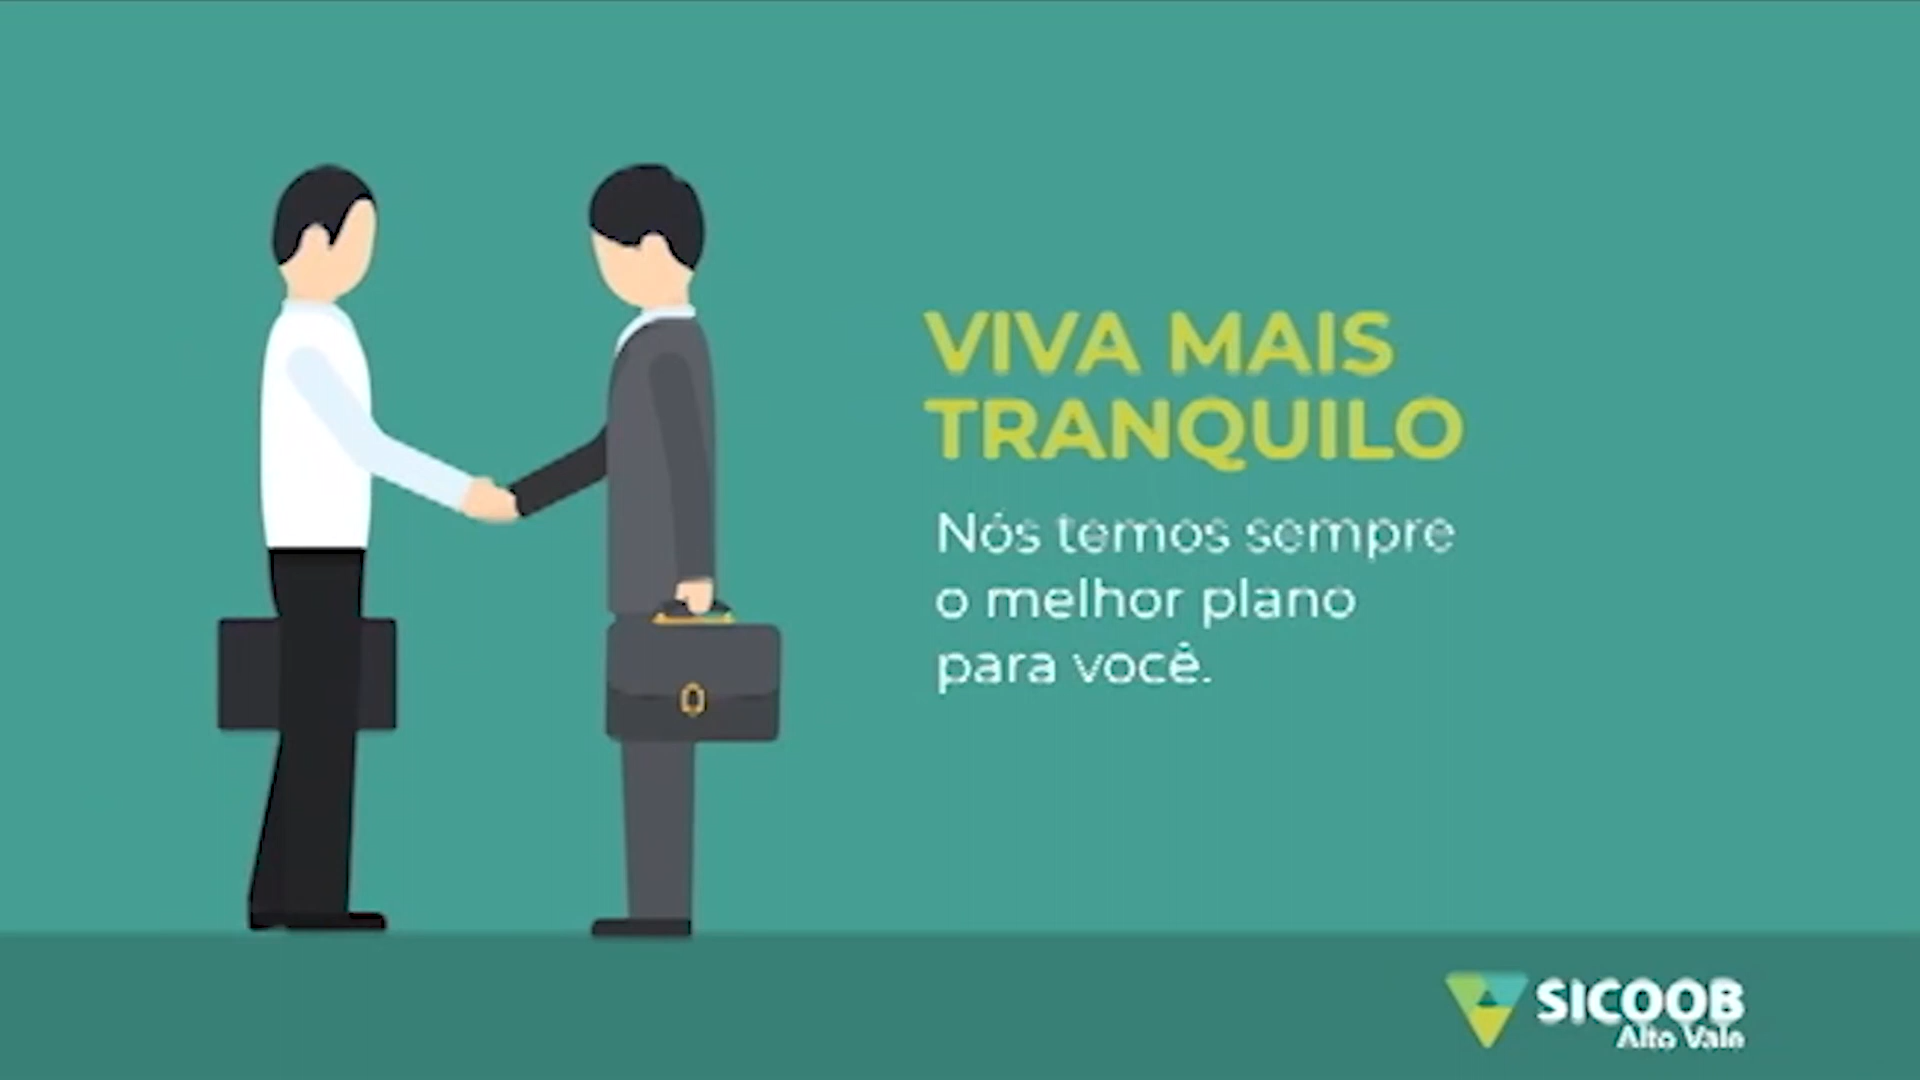 VIVA MAIS
TRANQUILO
Nós temos sempre
o melhor plano
para você.
SICOOB
Alto Vale